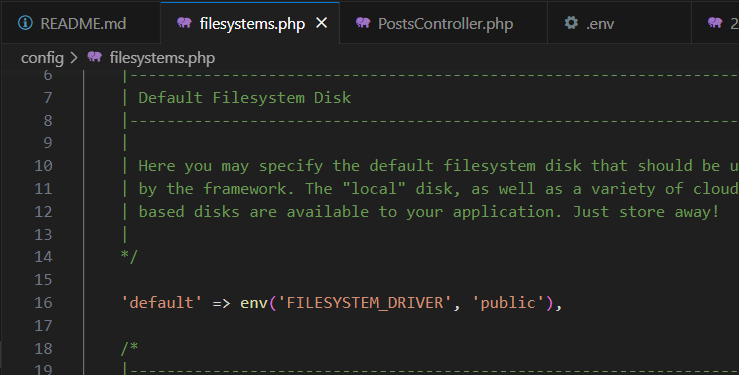 README.md filesystems.php × PostsController.php .env 2
config > filesystems.php
6 |--------------------------------------------------------------------------
7 | Default Filesystem Disk
8 |--------------------------------------------------------------------------
9 |
10 | Here you may specify the default filesystem disk that should be u
11 | by the framework. The "local" disk, as well as a variety of cloud
12 | based disks are available to your application. Just store away!
13 |
14 */
15
16 'default' => env('FILESYSTEM_DRIVER', 'public'),
17
18 /*
19 |--------------------------------------------------------------------------